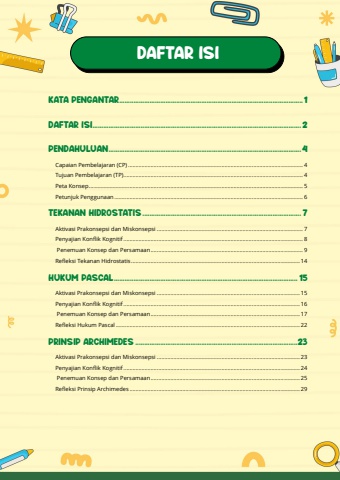 DAFTAR ISI
KATA PENGANTAR 1
DAFTAR ISI 2
PENDAHULUAN 4
Capaian Pembelajaran (CP) 4
Tujuan Pembelajaran (TP) 4
Peta Konsep 5
Petunjuk Penggunaan 6
TEKANAN HIDROSTATIS 7
Aktivasi Prakonsepsi dan Miskonsepsi 7
Penyajian Konflik Kognitif 8
Penemuan Konsep dan Persamaan 9
Refleksi Tekanan Hidrostatis 14
HUKUM PASCAL 15
Aktivasi Prakonsepsi dan Miskonsepsi 15
Penyajian Konflik Kognitif 16
Penemuan Konsep dan Persamaan 17
Refleksi Hukum Pascal 22
PRINSIP ARCHIMEDES 23
Aktivasi Prakonsepsi dan Miskonsepsi 23
Penyajian Konflik Kognitif 24
Penemuan Konsep dan Persamaan 25
Refleksi Prinsip Archimedes 29